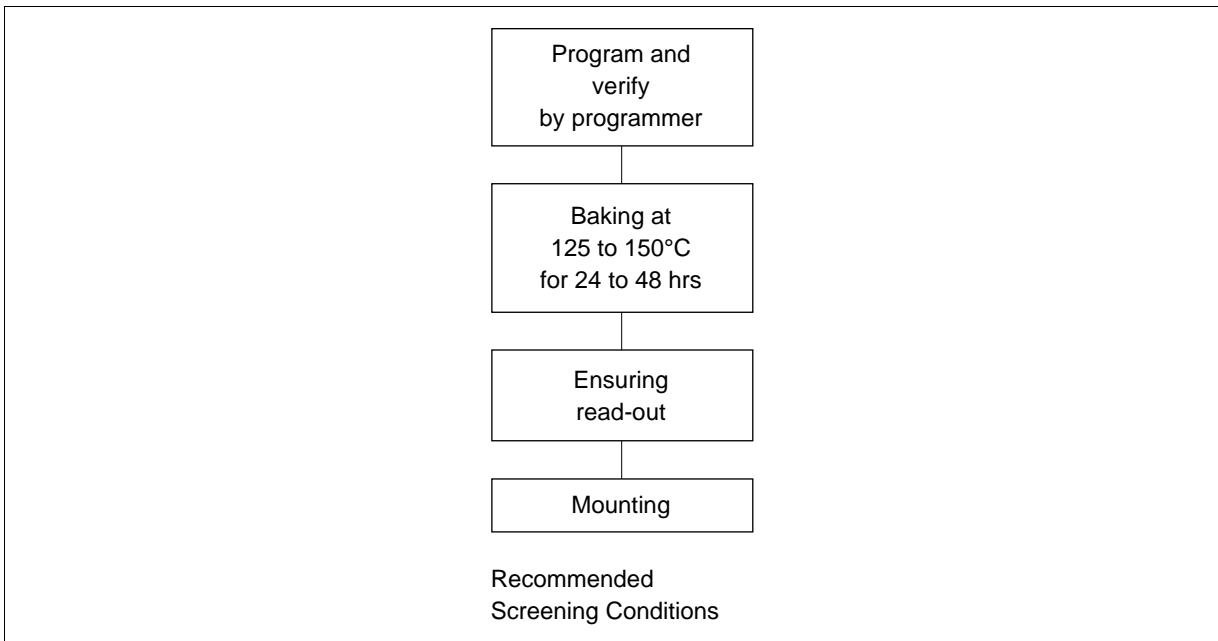 Program and
verify
by programmer
Baking at
125 to 150°C
for 24 to 48 hrs
Ensuring
read-out
Mounting
Recommended
Screening Conditions